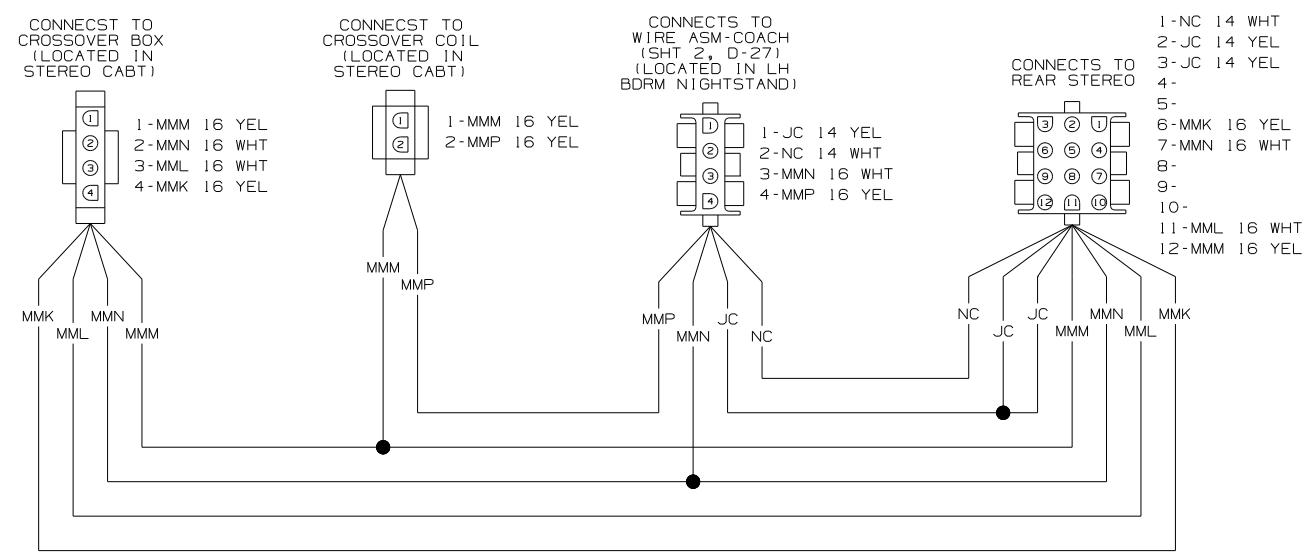 CONNECST TO
CROSSOVER BOX
(LOCATED IN
STEREO CABT)
1
2
3
4
1-MMM 16 YEL
2-MMN 16 WHT
3-MML 16 WHT
4-MMK 16 YEL
CONNECST TO
CROSSOVER COIL
(LOCATED IN
STEREO CABT)
1
2
1-MMM 16 YEL
2-MMP 16 YEL
CONNECTS TO
WIRE ASM-COACH
(SHT 2, D-27)
(LOCATED IN LH
BDRM NIGHTSTAND)
1
2
3
4
1-JC 14 YEL
2-NC 14 WHT
3-MMN 16 WHT
4-MMP 16 YEL
CONNECTS TO
REAR STEREO
3 2 1
6 5 4
9 8 7
12 11 10
1-NC 14 WHT
2-JC 14 YEL
3-JC 14 YEL
4-
5-
6-MMK 16 YEL
7-MMN 16 WHT
8-
9-
10-
11-MML 16 WHT
12-MMM 16 YEL
MMK
MML
MMN
MMM
MMM
MMP
MMP
MMN
JC
NC
NC
JC
JC
MMM
MMN
MML
MMK